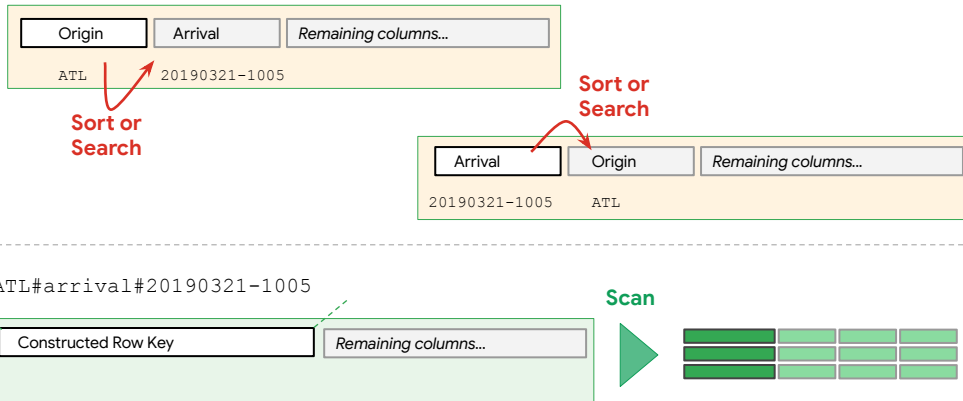 Origin Arrival Remaining columns...
ATL 20190321-1005
Sort or
Search
Sort or
Search
Arrival Origin Remaining columns...
20190321-1005 ATL
ATL#arrival#20190321-1005
Scan
Constructed Row Key Remaining columns...